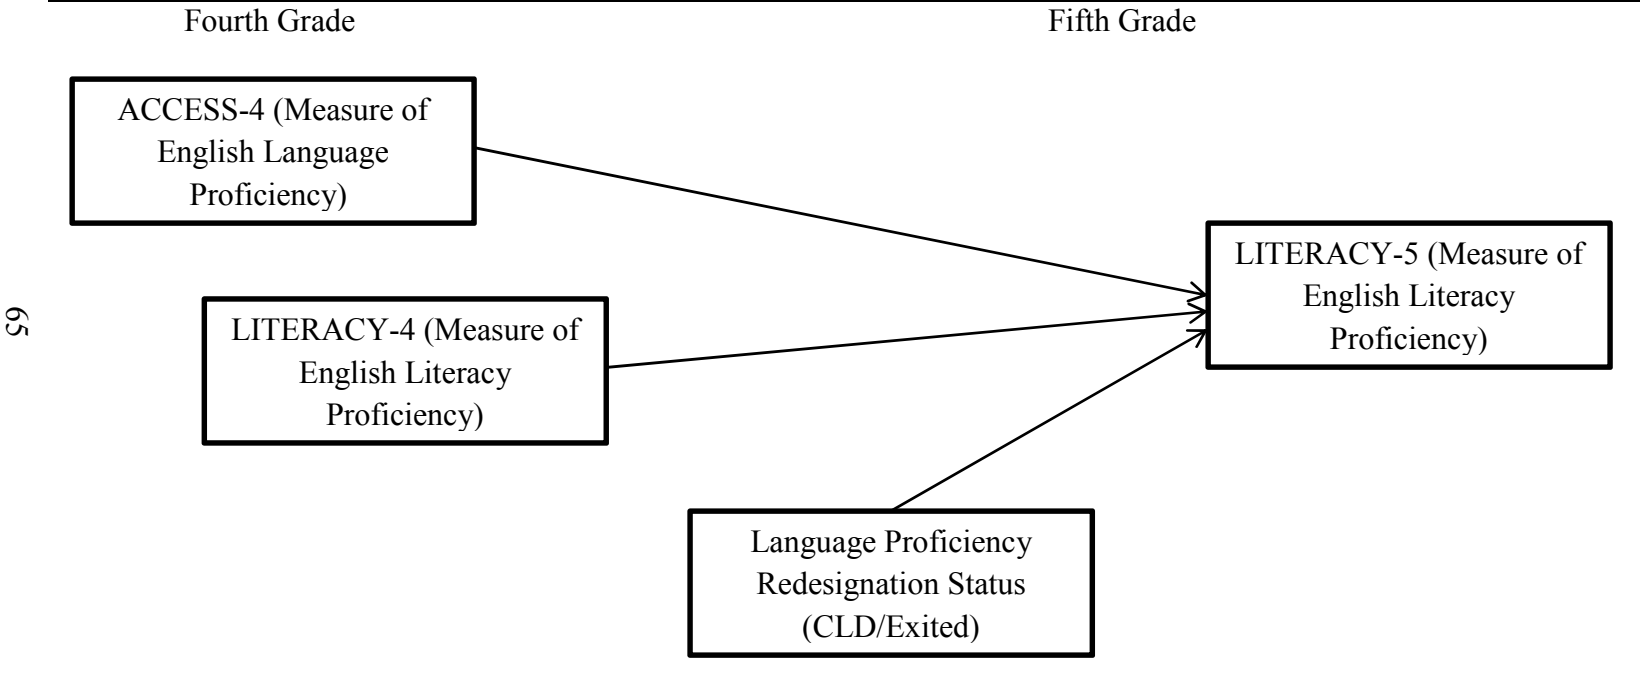 Fourth Grade
Fifth Grade
ACCESS-4 (Measure of
English Language
Proficiency)
LITERACY-5 (Measure of
English Literacy
Proficiency)
LITERACY-4 (Measure of
English Literacy
Proficiency)
Language Proficiency
Redesignation Status
(CLD/Exited)
65